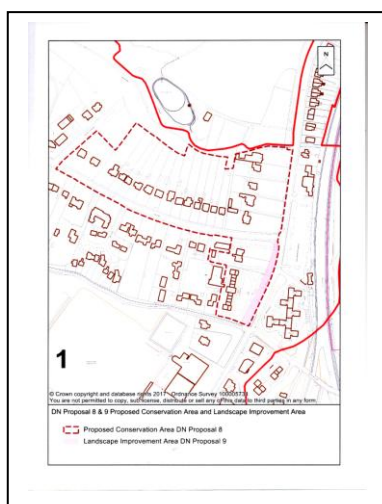 N
1
© Crown copyright and database rights 2017 Ordnance Survey
You are not permitted to copy, sub-license, distribute or sell any of this data to third parties in any form.
DN Proposal 8 & 9 Proposed Conservation Area and Landscape Improvement Area
Proposed Conservation Area DN Proposal 8
Landscape Improvement Area DN Proposal 9